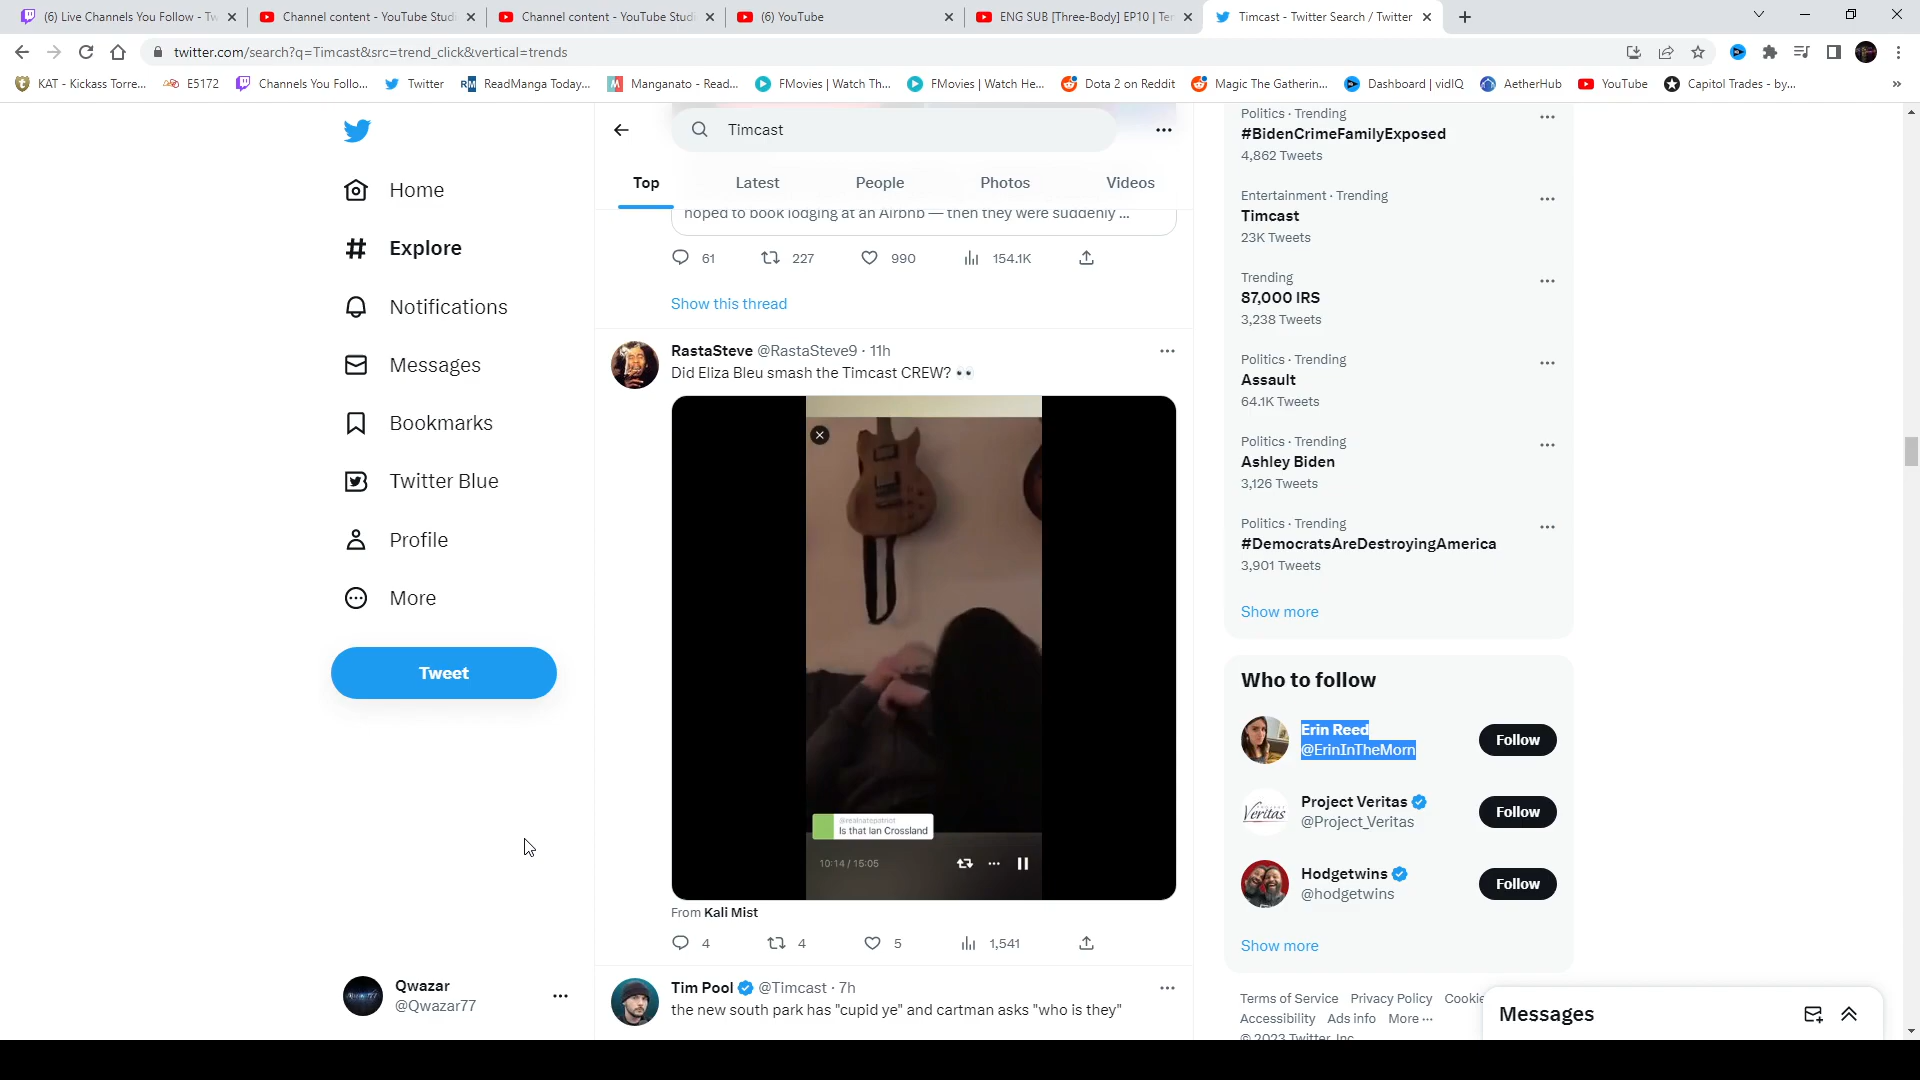 (6) Live Channels You Follow - Tw
Channel content - YouTube Studi
Channel content - YouTube Studi
(6) YouTube
ENG SUB [Three-Body] EP10 | Ten
Timcast - Twitter Search / Twitter
twitter.com/search?q=Timcast&src=trend_click&vertical=trends
KAT - Kickass Torre...
E5172
Channels You Follo...
Twitter
ReadManga Today...
Manganato - Read...
FMovies | Watch Th...
FMovies | Watch He...
Dota 2 on Reddit
Magic The Gatherin...
Dashboard | vidIQ
AetherHub
YouTube
Capitol Trades - by...
»
Home
Explore
Notifications
Messages
Bookmarks
Twitter Blue
Profile
More
Tweet
Qwazar
@Qwazar77
Timcast
Top
Latest
People
Photos
Videos
hoped to book lodging at an Airbnb — then they were suddenly ...
61 227 990 154.1K
Show this thread
RastaSteve @RastaSteve9 · 11h
Did Eliza Bleu smash the Timcast CREW? 👀
@realnatepatriot
Is that Ian Crossland
10:14 / 15:05
From Kali Mist
4 4 5 1,541
Tim Pool @Timcast · 7h
the new south park has "cupid ye" and cartman asks "who is they"
Politics · Trending
#BidenCrimeFamilyExposed
4,862 Tweets
Entertainment · Trending
Timcast
23K Tweets
Trending
87,000 IRS
3,238 Tweets
Politics · Trending
Assault
64.1K Tweets
Politics · Trending
Ashley Biden
3,126 Tweets
Politics · Trending
#DemocratsAreDestroyingAmerica
3,901 Tweets
Show more
Who to follow
Erin Reed
@ErinInTheMorn
Follow
Veritas
Project Veritas
@Project_Veritas
Follow
Hodgetwins
@hodgetwins
Follow
Show more
Terms of Service Privacy Policy Cookie
Accessibility Ads info More ...
© 2023 Twitter, Inc.
Messages